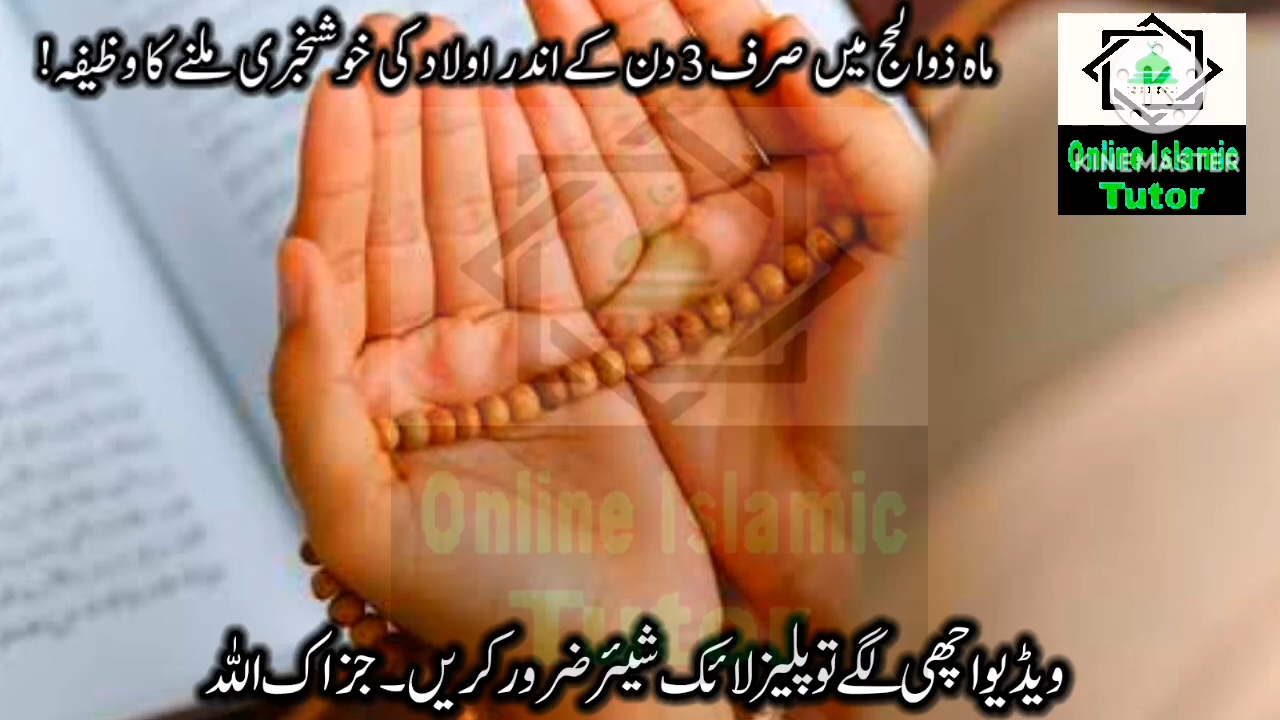 ماہ ذوالحج میں صرف 3 دن کے اندر اولاد کی خوشخبری ملنے کا وظیفہ!
Online Islamic
KINEMASTER
Tutor
Online Islamic
Tutor
ویڈیو اچھی لگے تو پلیز لائک شیئر ضرور کریں۔ جزاک اللہ